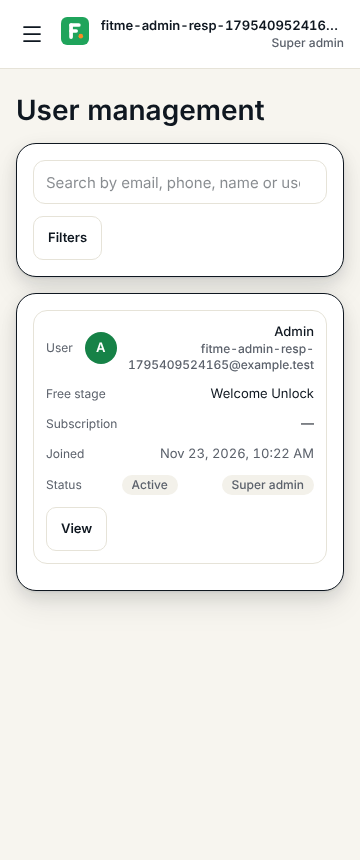 F.
fitme-admin-resp-179540952416...
Super admin
User management
Search by email, phone, name or us
Filters
User
A
Admin
fitme-admin-resp-
1795409524165@example.test
Free stage
Welcome Unlock
Subscription
—
Joined
Nov 23, 2026, 10:22 AM
Status
Active
Super admin
View